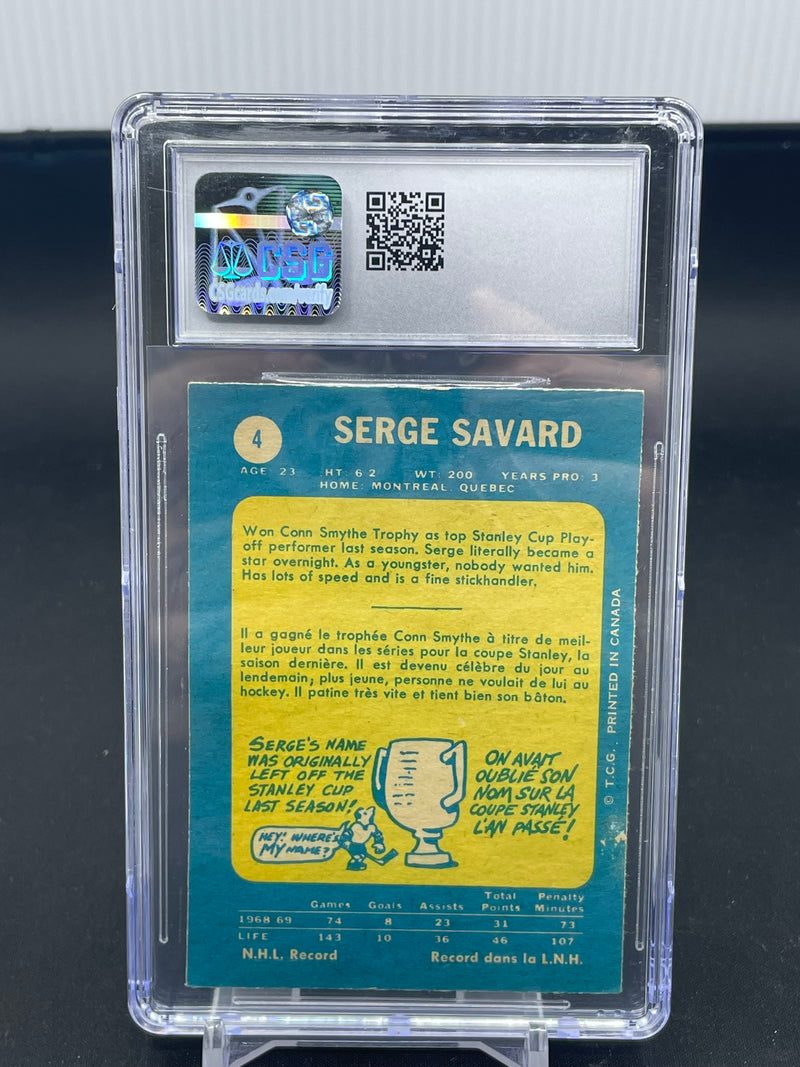 CSG
CSGcards.com/verify
4
SERGE SAVARD
AGE 23 HT: 6 2 WT: 200 YEARS PRO: 3
HOME: MONTREAL. QUEBEC
Won Conn Smythe Trophy as top Stanley Cup Play-
off performer last season. Serge literally became a
star overnight. As a youngster, nobody wanted him.
Has lots of speed and is a fine stickhandler.
Il a gagné le trophée Conn Smythe à titre de meil-
leur joueur dans les séries pour la coupe Stanley, la
saison dernière. Il est devenu célèbre du jour au
lendemain; plus jeune, personne ne voulait de lui au
hockey. Il patine très vite et tient bien son bâton.
SERGE'S NAME
WAS ORIGINALLY
LEFT OFF THE
STANLEY CUP
LAST SEASON!
HEY! WHERE'S
MY NAME?
ON AVAIT
OUBLIÉ SON
NOM SUR LA
COUPE STANLEY
L'AN PASSÉ!
© T.C.G. PRINTED IN CANADA
Games Goals Assists Total Points Penalty Minutes
1968 69 74 8 23 31 73
LIFE 143 10 36 46 107
N.H.L. Record Record dans la L.N.H.